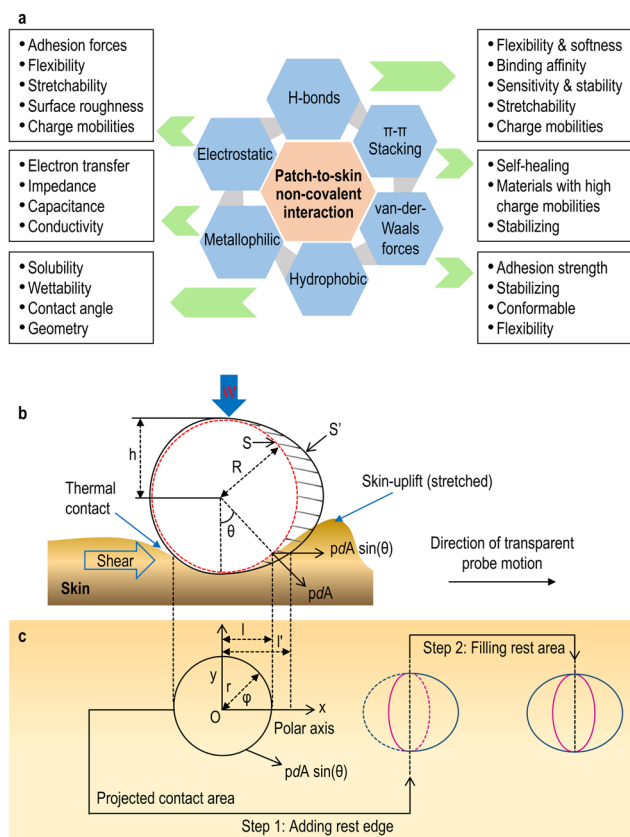 a
• Adhesion forces
• Flexibility
• Stretchability
• Surface roughness
• Charge mobilities
• Electron transfer
• Impedance
• Capacitance
• Conductivity
• Solubility
• Wettability
• Contact angle
• Geometry
H-bonds
Electrostatic
π-π
Stacking
Patch-to-skin
non-covalent
interaction
Metallophilic
van-der-
Waals
forces
Hydrophobic
• Flexibility & softness
• Binding affinity
• Sensitivity & stability
• Stretchability
• Charge mobilities
• Self-healing
• Materials with high
charge mobilities
• Stabilizing
• Adhesion strength
• Stabilizing
• Conformable
• Flexibility
b
W
h
S
S'
R
θ
Thermal
contact
Skin-uplift (stretched)
Shear
Skin
pdA sin(θ)
pdA
Direction of transparent
probe motion
c
l
l'
y
r
φ
O
x
Polar axis
pdA sin(θ)
Projected contact area
Step 1: Adding rest edge
Step 2: Filling rest area